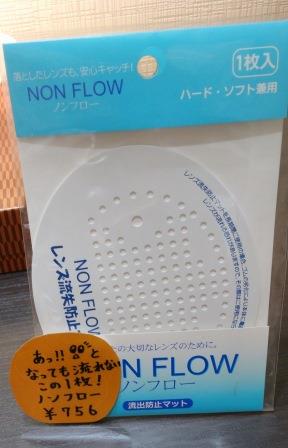 落としたレンズも、安心キャッチ!
NON FLOW
ノンフロー
1枚入
ハード・ソフト兼用
NON FLOW
レンズ流失防止
の大切なレンズのために。
ON FLOW
ノンフロー
流出防止マット
あっ!!と
なっても流れない
この1枚!
ノンフロー
¥756